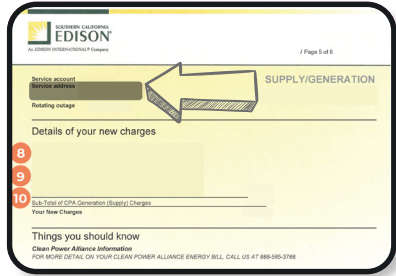 SOUTHERN CALIFORNIA
EDISON®
An EDISON INTERNATIONAL® Company
/ Page 5 of 6
Service account
SUPPLY/GENERATION
Service address
Rotating outage
Details of your new charges
8
9
10
Sub-Total of CPA Generation (Supply) Charges
Your New Charges
Things you should know
Clean Power Alliance Information
FOR MORE DETAIL ON YOUR CLEAN POWER ALLIANCE ENERGY BILL, CALL US AT 888-585-3788